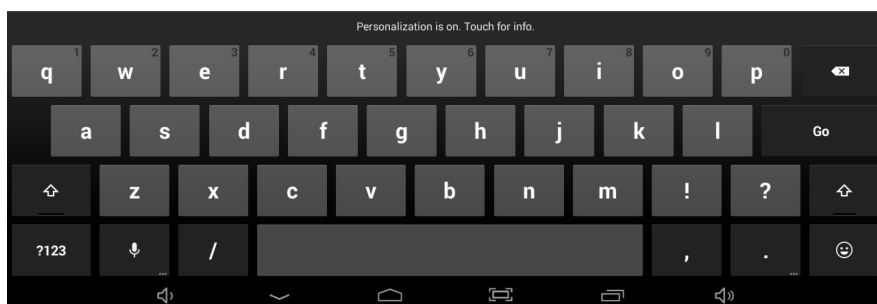 Personalization is on. Touch for info.
1 2 3 4 5 6 7 8 9 0
q w e r t y u i o p
a s d f g h j k l Go
z x c v b n m ! ?
?123 / , .